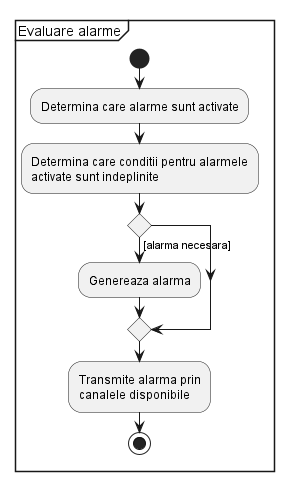 Evaluare alarme
Determina care alarme sunt activate
Determina care conditii pentru alarmele
activate sunt indeplinite
[alarma necesara]
Genereaza alarma
Transmite alarma prin
canalele disponibile